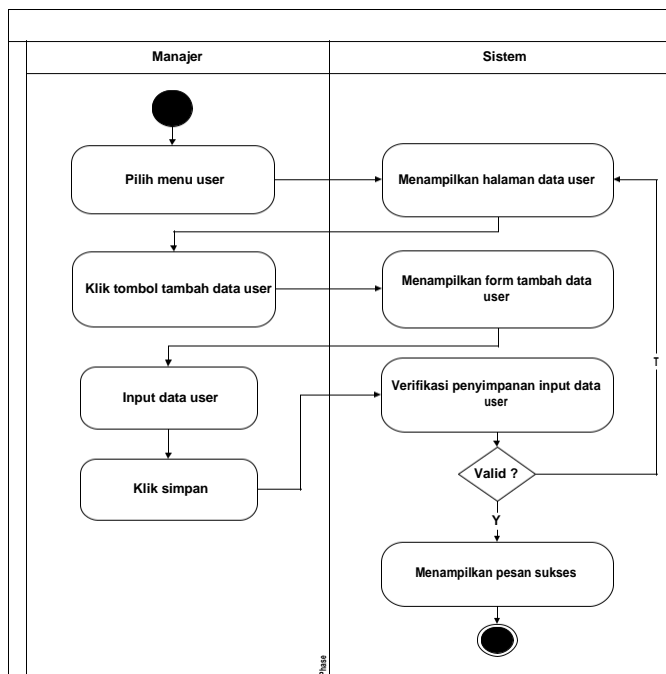 Manajer
Sistem
Pilih menu user
Menampilkan halaman data user
Klik tombol tambah data user
Menampilkan form tambah data
user
T
Input data user
Verifikasi penyimpanan input data
user
Klik simpan
Valid ?
Y
Menampilkan pesan sukses
Phase